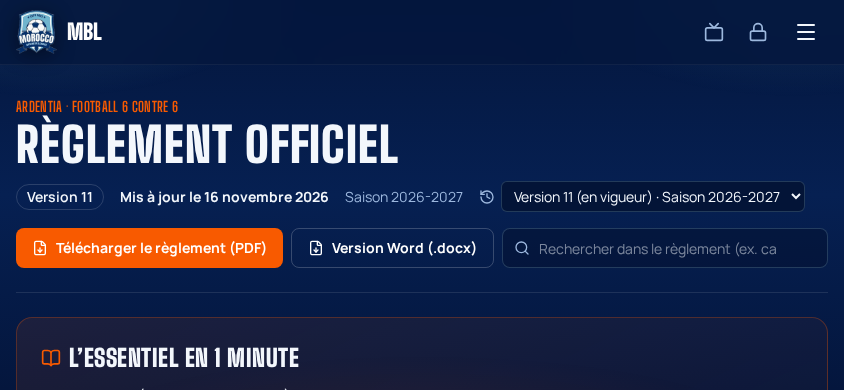 MOROCCO
MBL
ARDENTIA · FOOTBALL 6 CONTRE 6
RÈGLEMENT OFFICIEL
Version 11
Mis à jour le 16 novembre 2026
Saison 2026-2027
Version 11 (en vigueur) · Saison 2026-2027
Télécharger le règlement (PDF)
Version Word (.docx)
Rechercher dans le règlement (ex. ca
L'ESSENTIEL EN 1 MINUTE